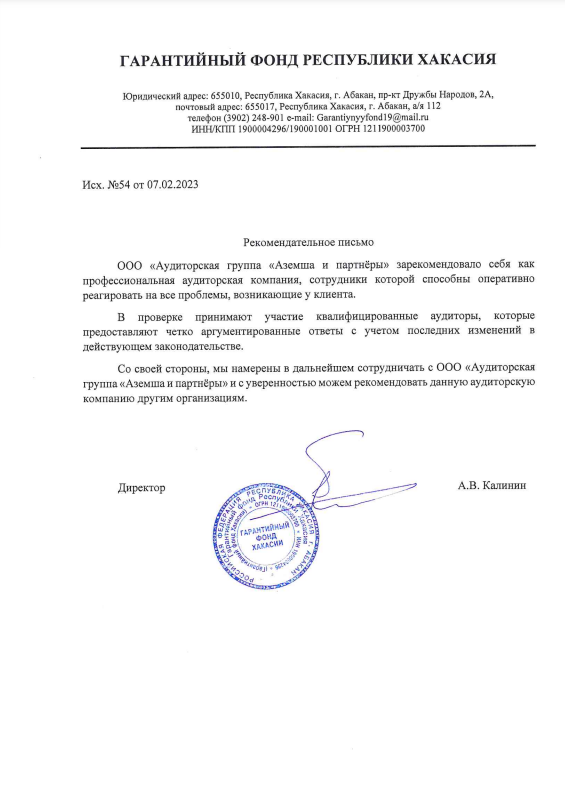 ГАРАНТИЙНЫЙ ФОНД РЕСПУБЛИКИ ХАКАСИЯ
Юридический адрес: 655010, Республика Хакасия, г. Абакан, пр-кт Дружбы Народов, 2А,
почтовый адрес: 655017, Республика Хакасия, г. Абакан, а/я 112
телефон (3902) 248-901 e-mail: Garantiynyyfond19@mail.ru
ИНН/КПП 1900004296/190001001 ОГРН 1211900003700
Исх. №54 от 07.02.2023
Рекомендательное письмо
ООО «Аудиторская группа «Аземша и партнёры» зарекомендовало себя как
профессиональная аудиторская компания, сотрудники которой способны оперативно
реагировать на все проблемы, возникающие у клиента.
В проверке принимают участие квалифицированные аудиторы, которые
предоставляют четко аргументированные ответы с учетом последних изменений в
действующем законодательстве.
Со своей стороны, мы намерены в дальнейшем сотрудничать с ООО «Аудиторская
группа «Аземша и партнёры» и с уверенностью можем рекомендовать данную аудиторскую
компанию другим организациям.
Директор
А.В. Калинин
РОССИЙСКАЯ ФЕДЕРАЦИЯ РЕСПУБЛИКА ХАКАСИЯ г. АБАКАН
ГАРАНТИЙНЫЙ
ФОНД
ХАКАСИИ